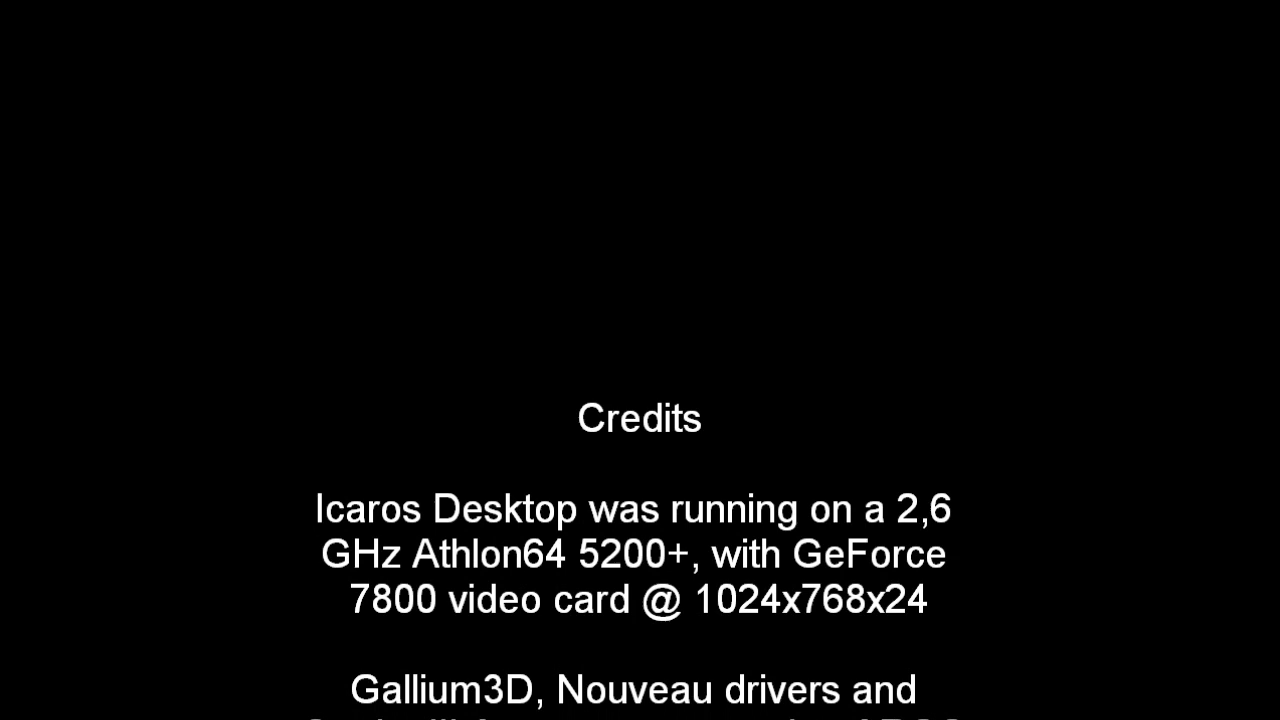 Credits
Icaros Desktop was running on a 2,6
GHz Athlon64 5200+, with GeForce
7800 video card @ 1024x768x24
Gallium3D, Nouveau drivers and